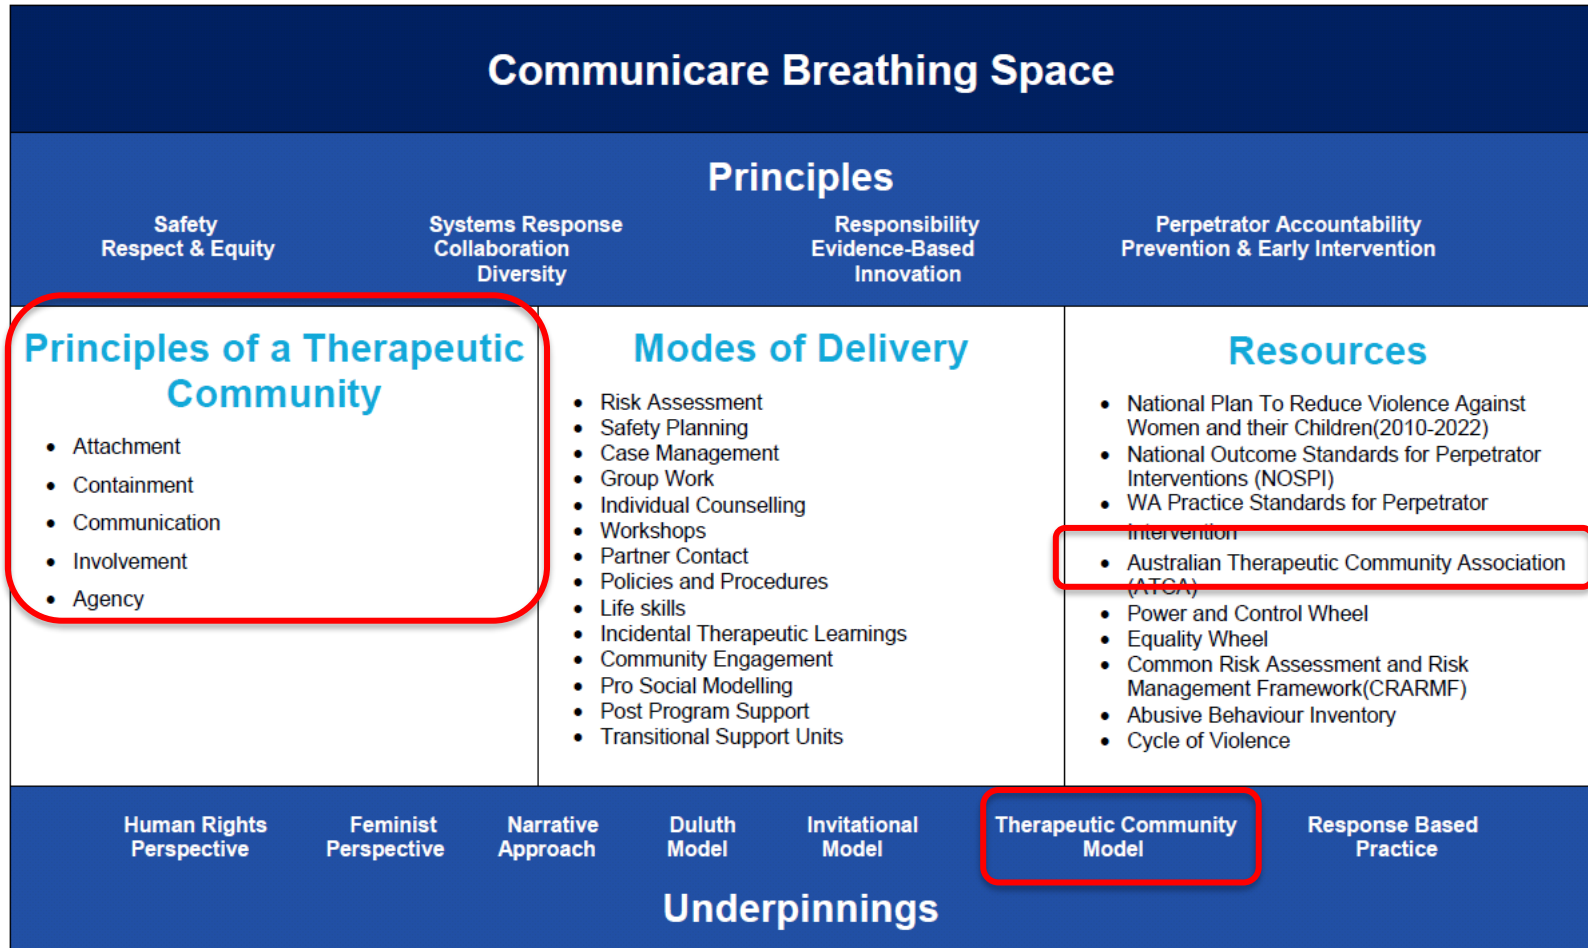 Communicare Breathing Space
Principles
Safety
Respect & Equity
Systems Response
Collaboration
Diversity
Responsibility
Evidence-Based
Innovation
Perpetrator Accountability
Prevention & Early Intervention
Principles of a Therapeutic
Community
• Attachment
• Containment
• Communication
• Involvement
• Agency
Modes of Delivery
• Risk Assessment
• Safety Planning
• Case Management
• Group Work
• Individual Counselling
• Workshops
• Partner Contact
• Policies and Procedures
• Life skills
• Incidental Therapeutic Learnings
• Community Engagement
• Pro Social Modelling
• Post Program Support
• Transitional Support Units
Resources
• National Plan To Reduce Violence Against
Women and their Children(2010-2022)
• National Outcome Standards for Perpetrator
Interventions (NOSPI)
• WA Practice Standards for Perpetrator
Intervention
• Australian Therapeutic Community Association
(ATCA)
• Power and Control Wheel
• Equality Wheel
• Common Risk Assessment and Risk
Management Framework(CRARMF)
• Abusive Behaviour Inventory
• Cycle of Violence
Human Rights
Perspective
Feminist
Perspective
Narrative
Approach
Duluth
Model
Invitational
Model
Therapeutic Community
Model
Response Based
Practice
Underpinnings